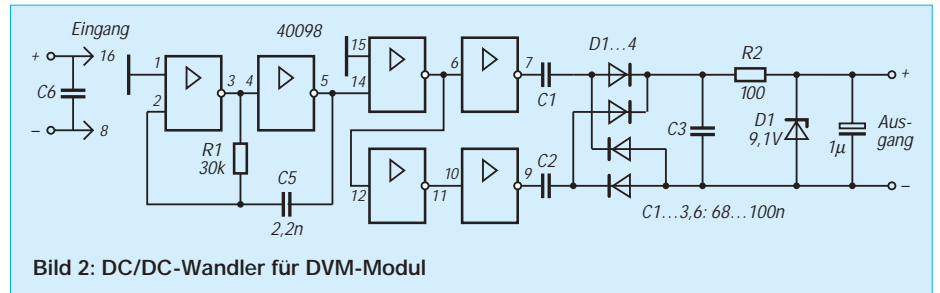 Eingang
40098
D1...4
R2
+
16
1
3
4
5
15
14
6
7
C1
100
+
C6
2
R1
30k
C5
2,2n
C3
D1
9,1V
1µ
Aus-
gang
−
8
12
11
10
9
C2
−
C1...3,6: 68...100n
Bild 2: DC/DC-Wandler für DVM-Modul